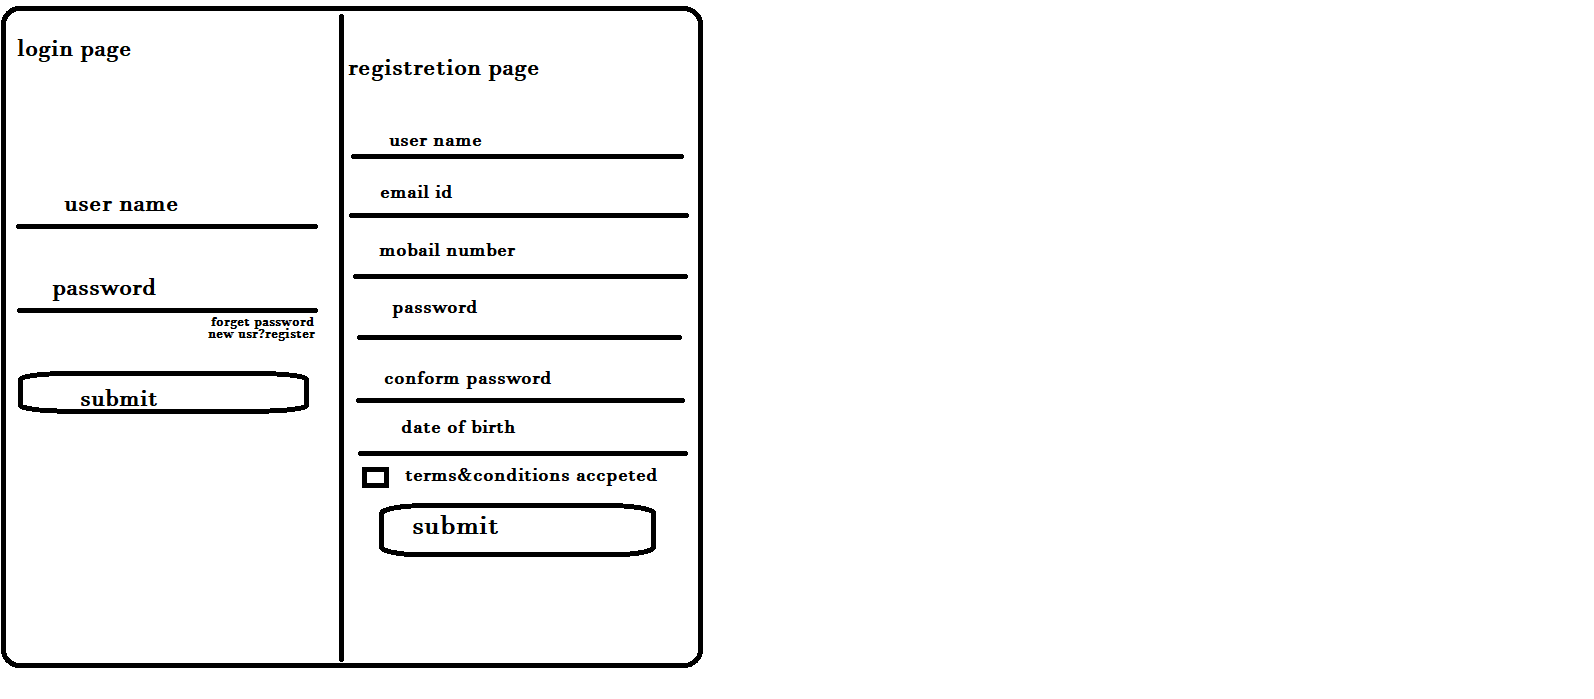 login page
user name
password
forget password
new usr?register
submit
registretion page
user name
email id
mobail number
password
conform password
date of birth
terms&conditions accpeted
submit